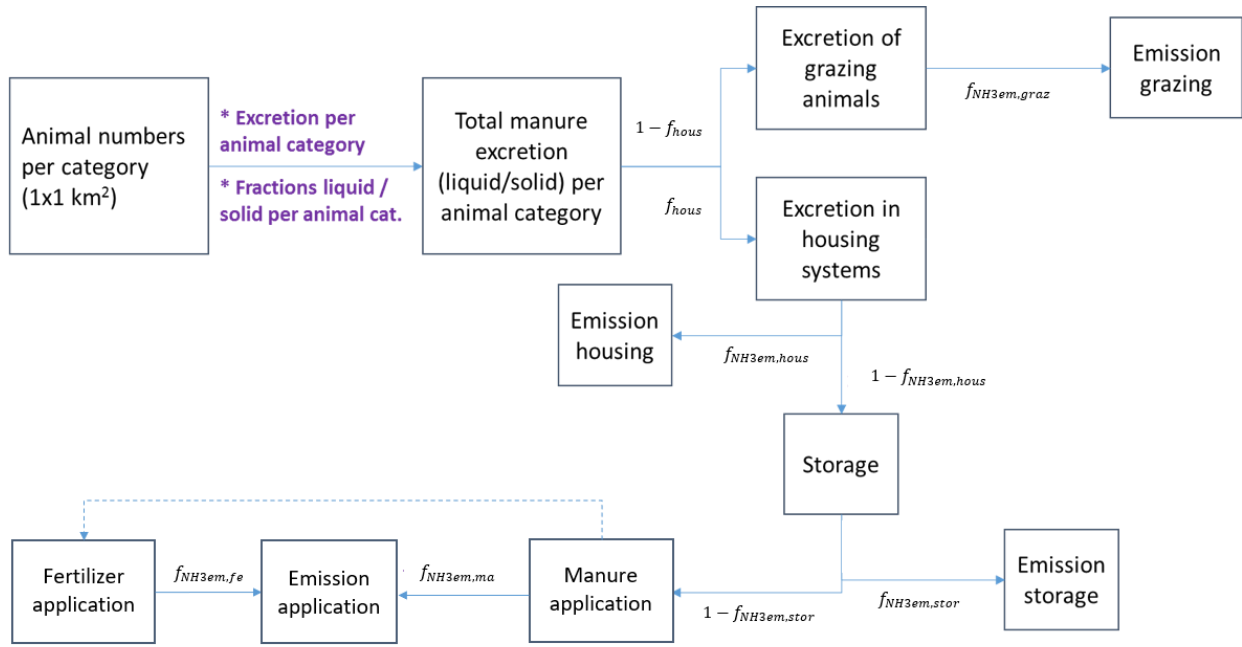 Animal numbers
per category
(1x1 km²)
* Excretion per
animal category
* Fractions liquid /
solid per animal cat.
Total manure
excretion
(liquid/solid) per
animal category
1 − f_hous
f_hous
Excretion of
grazing
animals
f_NH3em,graz
Emission
grazing
Excretion in
housing
systems
Emission
housing
f_NH3em,hous
1 − f_NH3em,hous
Storage
Fertilizer
application
f_NH3em,fe
Emission
application
f_NH3em,ma
Manure
application
1 − f_NH3em,stor
f_NH3em,stor
Emission
storage